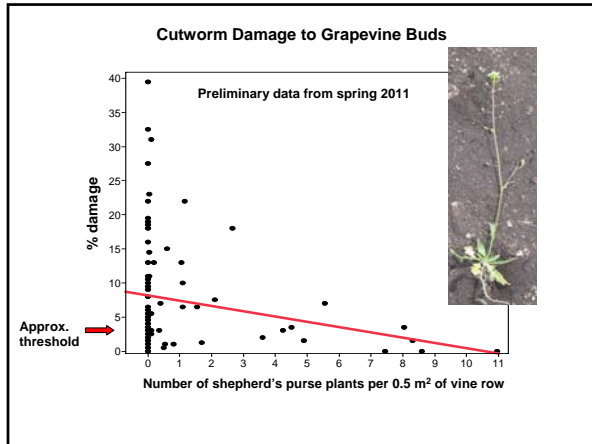 Cutworm Damage to Grapevine Buds
Preliminary data from spring 2011
40
35
30
25
20
15
10
5
0
% damage
Approx.
threshold
0 1 2 3 4 5 6 7 8 9 10 11
Number of shepherd's purse plants per 0.5 m² of vine row